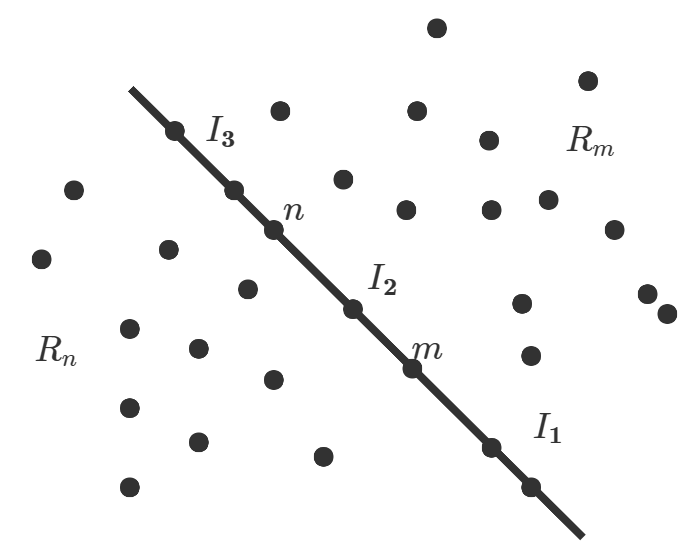 I₃
Rₘ
n
I₂
Rₙ
m
I₁